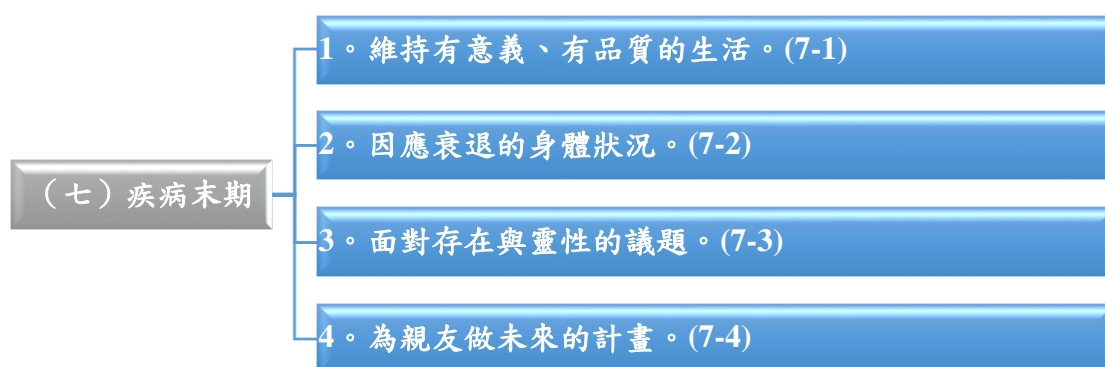 （七）疾病末期
1。維持有意義、有品質的生活。(7-1)
2。因應衰退的身體狀況。(7-2)
3。面對存在與靈性的議題。(7-3)
4。為親友做未來的計畫。(7-4)